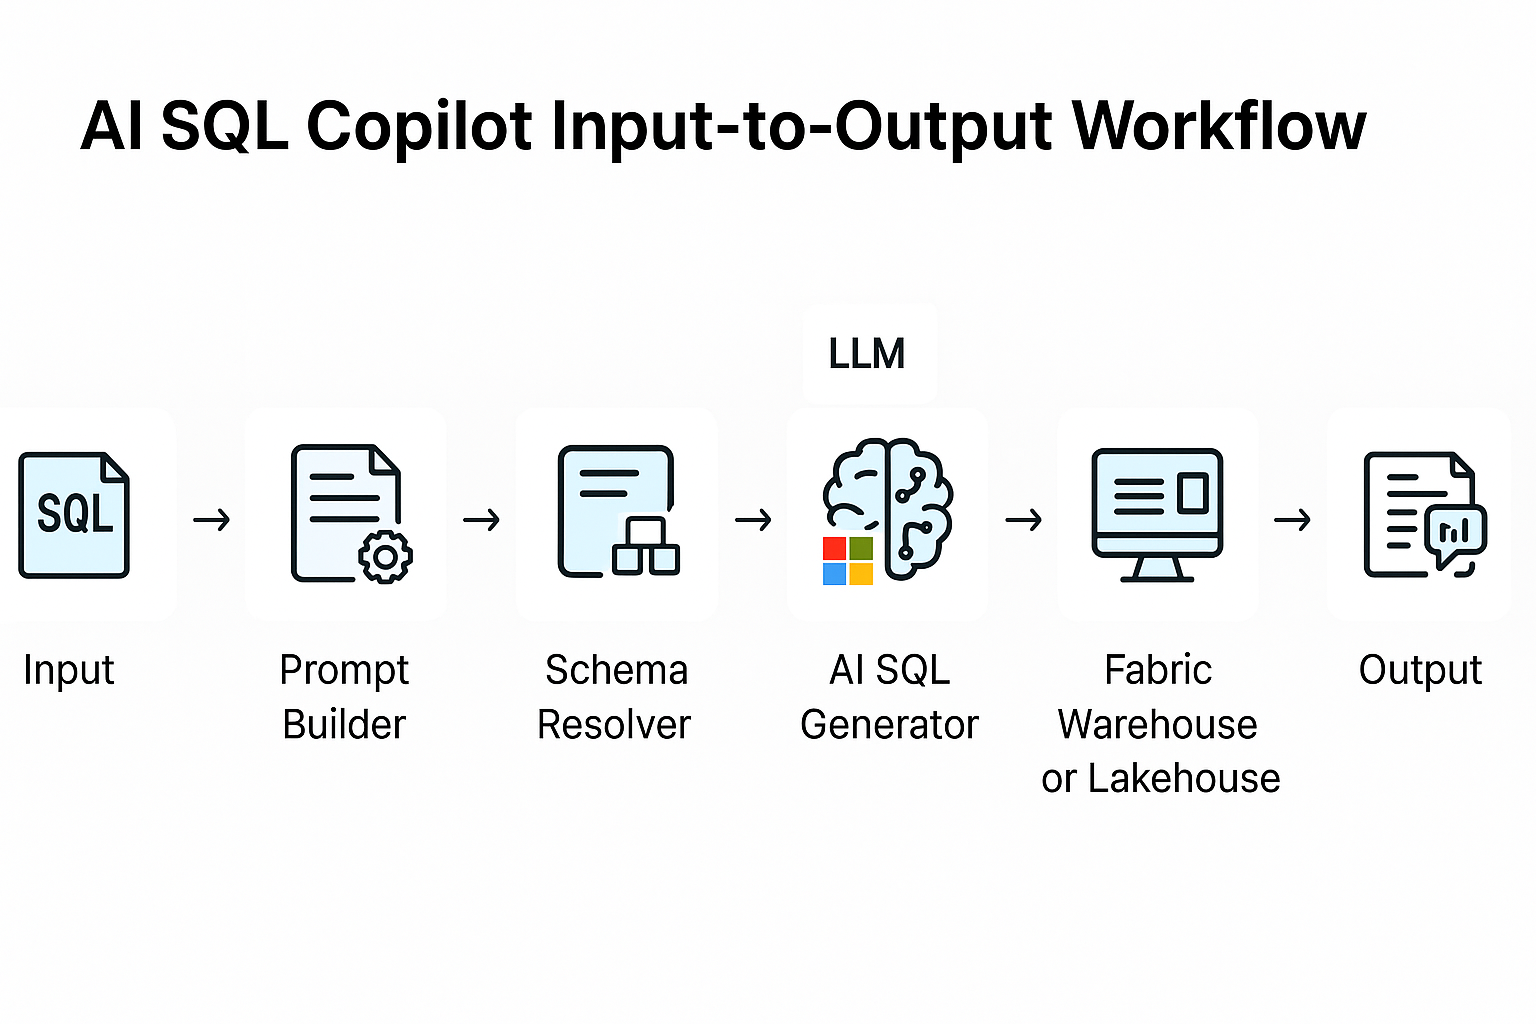 AI SQL Copilot Input-to-Output Workflow
LLM
SQL
Input
Prompt
Builder
Schema
Resolver
AI SQL
Generator
Fabric
Warehouse
or Lakehouse
Output